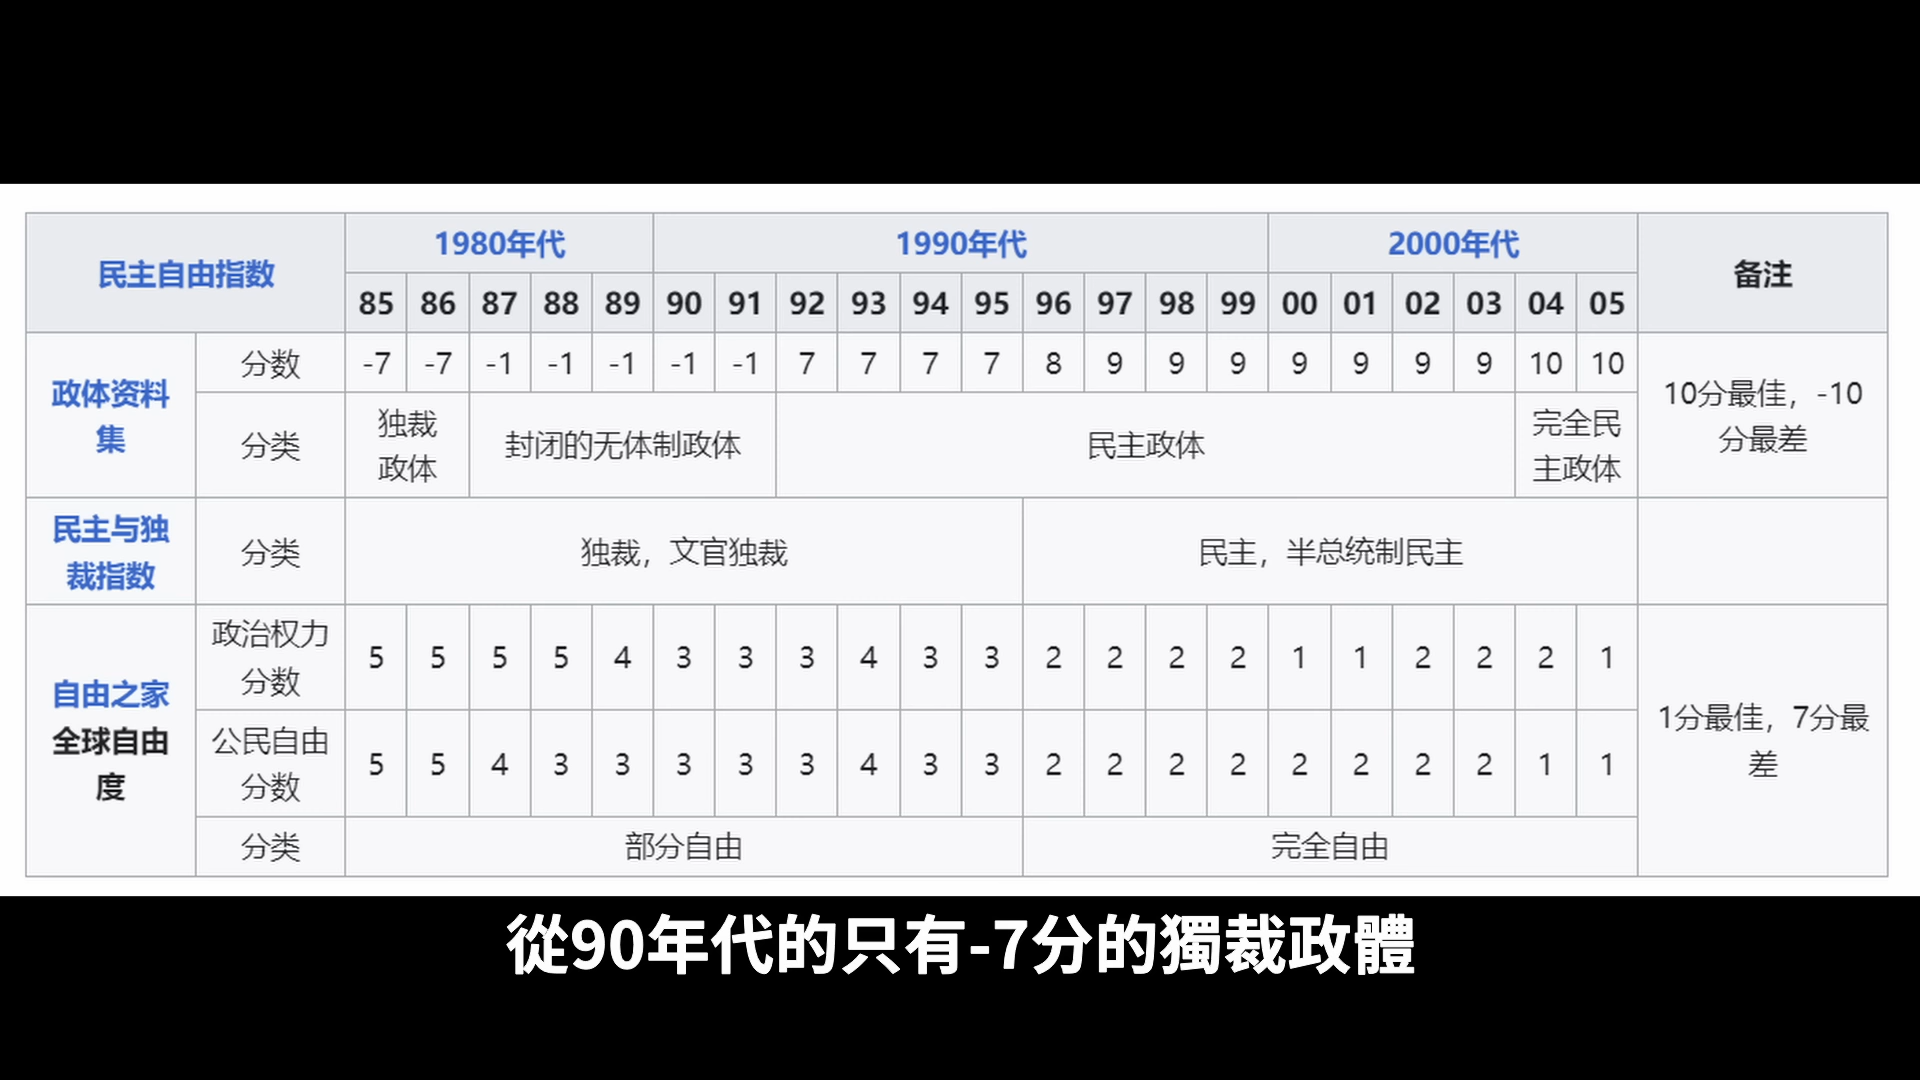 民主自由指数 1980年代 1990年代 2000年代 备注
85 86 87 88 89 90 91 92 93 94 95 96 97 98 99 00 01 02 03 04 05
政体资料
集
分数 -7 -7 -1 -1 -1 -1 -1 7 7 7 7 8 9 9 9 9 9 9 9 10 10
10分最佳，-10
分最差
分类
独裁
政体
封闭的无体制政体
民主政体
完全民
主政体
民主与独
裁指数
分类 独裁，文官独裁 民主，半总统制民主
自由之家
全球自由
度
政治权力
分数
5 5 5 5 4 3 3 3 4 3 3 2 2 2 2 1 1 2 2 2 1
1分最佳，7分最
差
公民自由
分数
5 5 4 3 3 3 3 3 4 3 3 2 2 2 2 2 2 2 2 1 1
分类 部分自由 完全自由
從90年代的只有-7分的獨裁政體